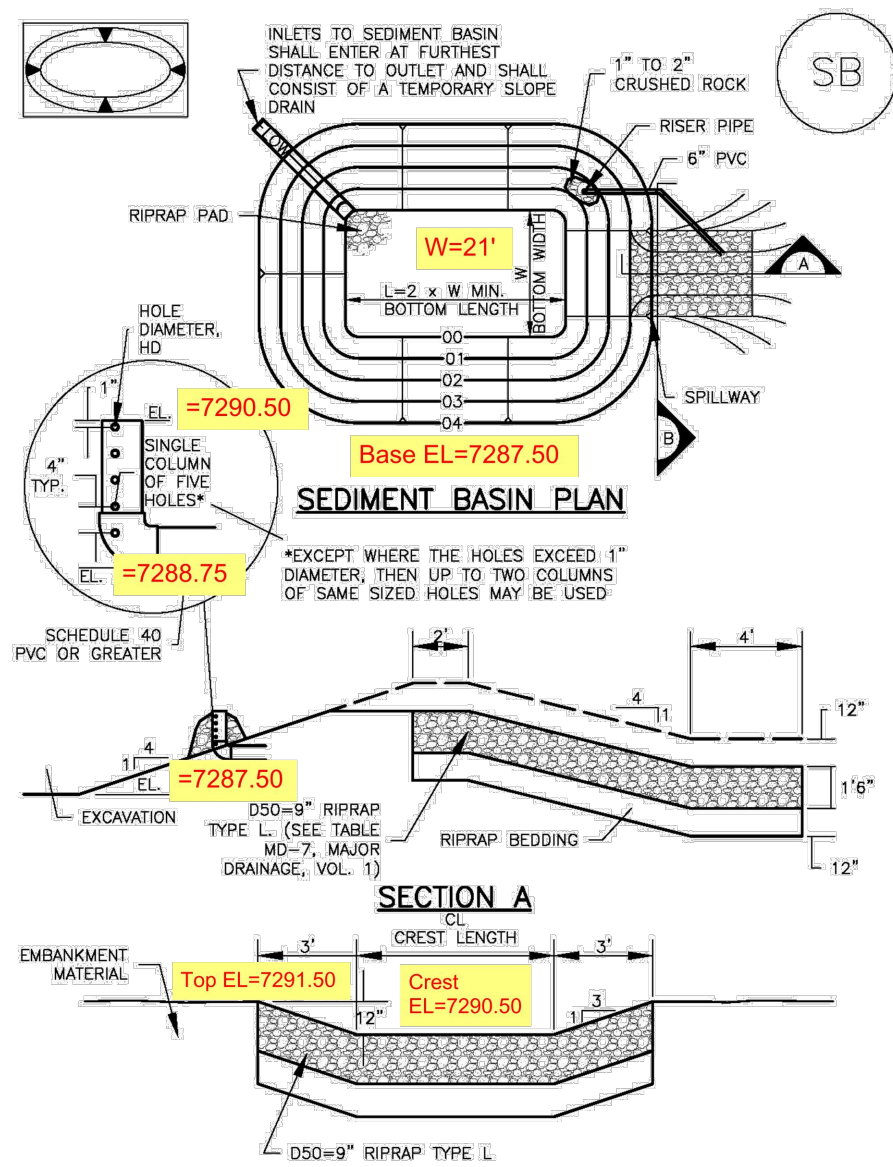 INLETS TO SEDIMENT BASIN
SHALL ENTER AT FURTHEST
DISTANCE TO OUTLET AND SHALL
CONSIST OF A TEMPORARY SLOPE
DRAIN
1" TO 2"
CRUSHED ROCK
SB
RISER PIPE
6" PVC
FLOW
RIPRAP PAD
W=21'
W
BOTTOM WIDTH
L=2 x W MIN.
BOTTOM LENGTH
A
HOLE
DIAMETER,
HD
00
01
02
03
04
SPILLWAY
B
1"
EL.
=7290.50
SINGLE
COLUMN
OF FIVE
HOLES*
4"
TYP.
Base EL=7287.50
SEDIMENT BASIN PLAN
EL.
=7288.75
*EXCEPT WHERE THE HOLES EXCEED 1"
DIAMETER, THEN UP TO TWO COLUMNS
OF SAME SIZED HOLES MAY BE USED
SCHEDULE 40
PVC OR GREATER
2'
4'
4
1
12"
4
1
EL.
=7287.50
1'6"
EXCAVATION
D50=9" RIPRAP
TYPE L. (SEE TABLE
MD-7, MAJOR
DRAINAGE, VOL. 1)
RIPRAP BEDDING
12"
SECTION A
CL
CREST LENGTH
3'
3'
EMBANKMENT
MATERIAL
Top EL=7291.50
Crest
EL=7290.50
12"
3
1
D50=9" RIPRAP TYPE L